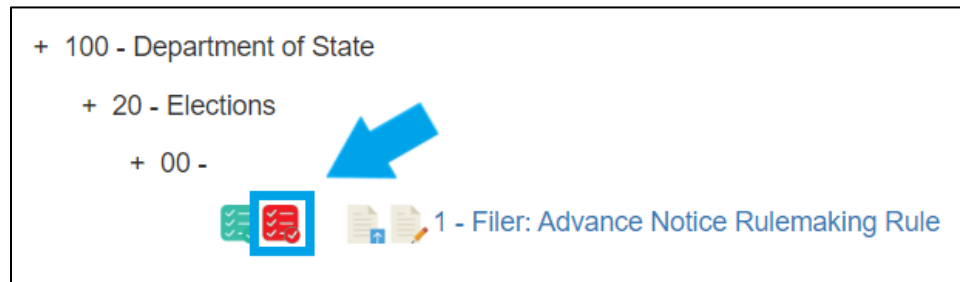 + 100 - Department of State
+ 20 - Elections
+ 00 -
1 - Filer: Advance Notice Rulemaking Rule